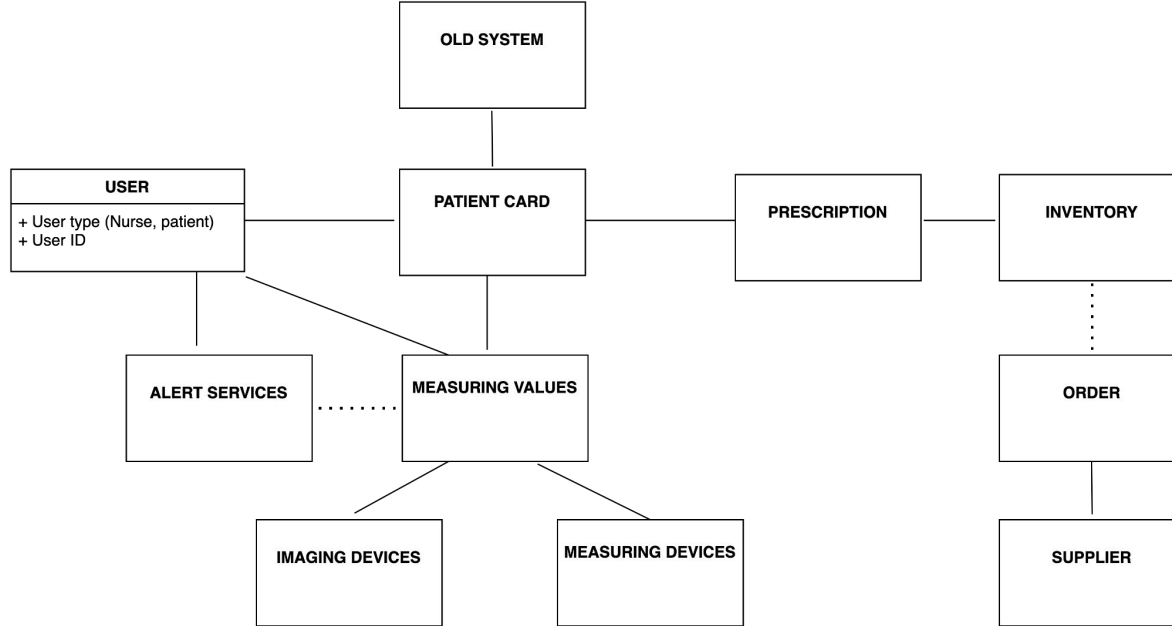 OLD SYSTEM
USER
+ User type (Nurse, patient)
+ User ID
PATIENT CARD
PRESCRIPTION
INVENTORY
ALERT SERVICES
MEASURING VALUES
ORDER
IMAGING DEVICES
MEASURING DEVICES
SUPPLIER